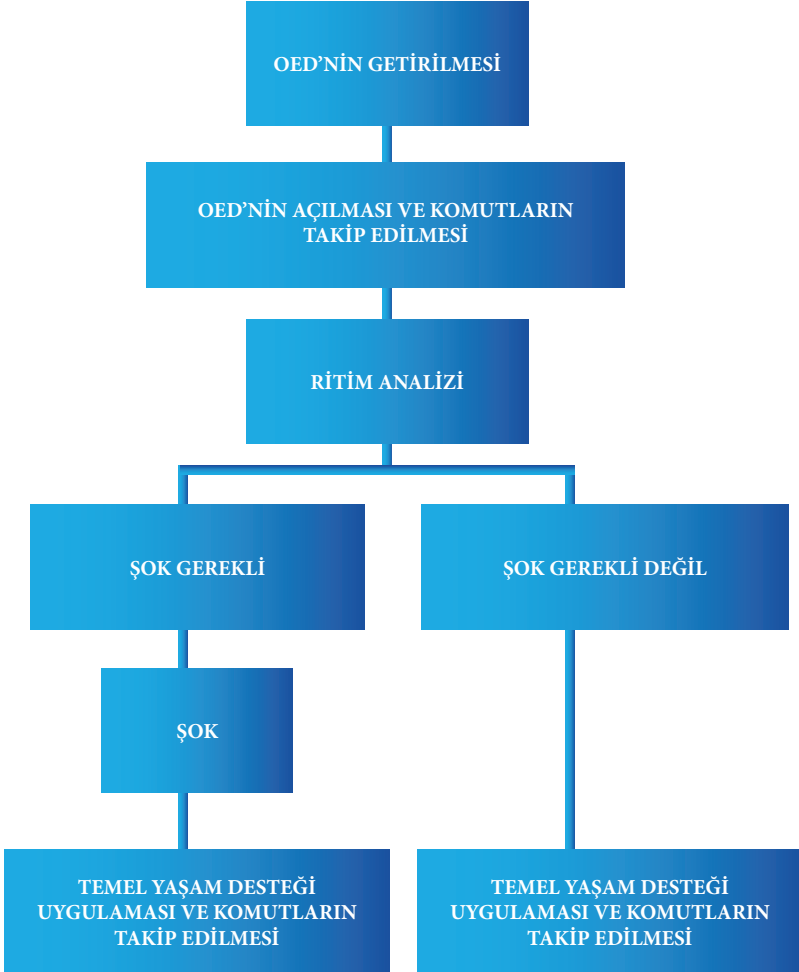 OED’NİN GETİRİLMESİ
OED’NİN AÇILMASI VE KOMUTLARIN
TAKİP EDİLMESİ
RİTİM ANALİZİ
ŞOK GEREKLİ
ŞOK GEREKLİ DEĞİL
ŞOK
TEMEL YAŞAM DESTEĞİ
UYGULAMASI VE KOMUTLARIN
TAKİP EDİLMESİ
TEMEL YAŞAM DESTEĞİ
UYGULAMASI VE KOMUTLARIN
TAKİP EDİLMESİ